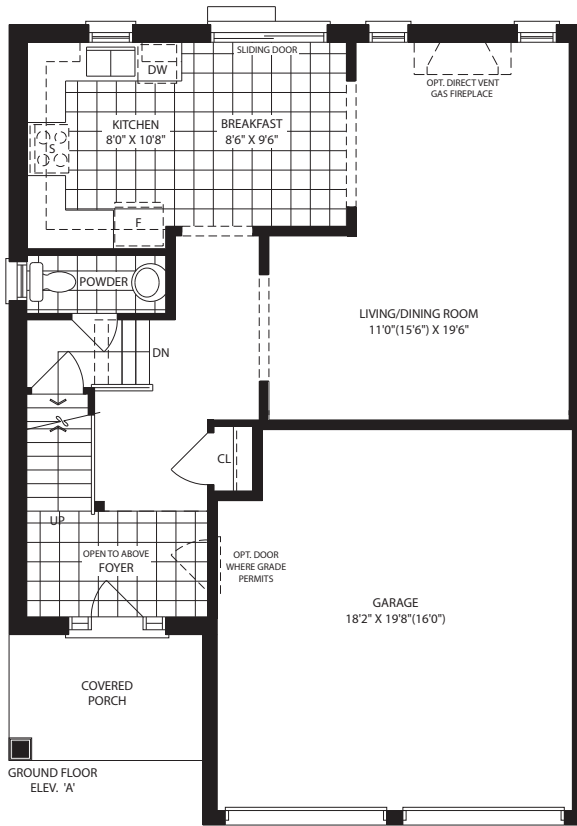 SLIDING DOOR
DW
OPT. DIRECT VENT
GAS FIREPLACE
KITCHEN
8'0" X 10'8"
BREAKFAST
8'6" X 9'6"
S
F
POWDER
LIVING/DINING ROOM
11'0"(15'6") X 19'6"
DN
CL
UP
OPEN TO ABOVE
FOYER
OPT. DOOR
WHERE GRADE
PERMITS
GARAGE
18'2" X 19'8"(16'0")
COVERED
PORCH
GROUND FLOOR
ELEV. 'A'